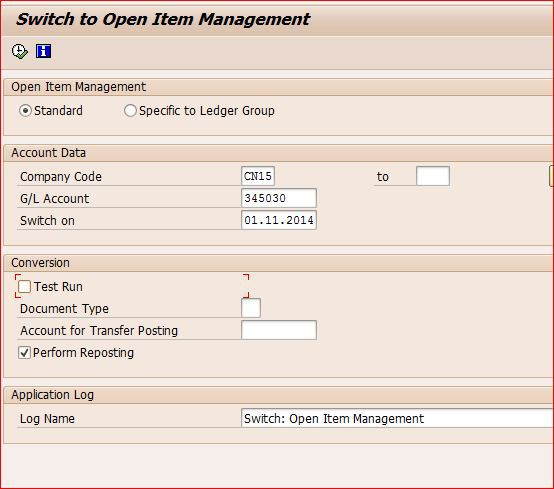 Switch to Open Item Management
Open Item Management
Standard Specific to Ledger Group
Account Data
Company Code CN15 to
G/L Account 345030
Switch on 01.11.2014
Conversion
Test Run
Document Type
Account for Transfer Posting
Perform Reposting
Application Log
Log Name Switch: Open Item Management